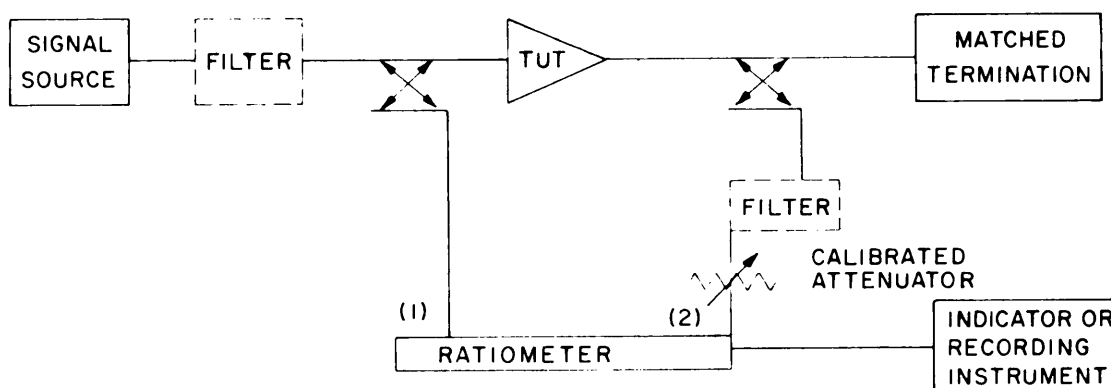 SIGNAL
SOURCE
FILTER
TUT
MATCHED
TERMINATION
FILTER
CALIBRATED
ATTENUATOR
(1)
(2)
RATIOMETER
INDICATOR OR
RECORDING
INSTRUMENT